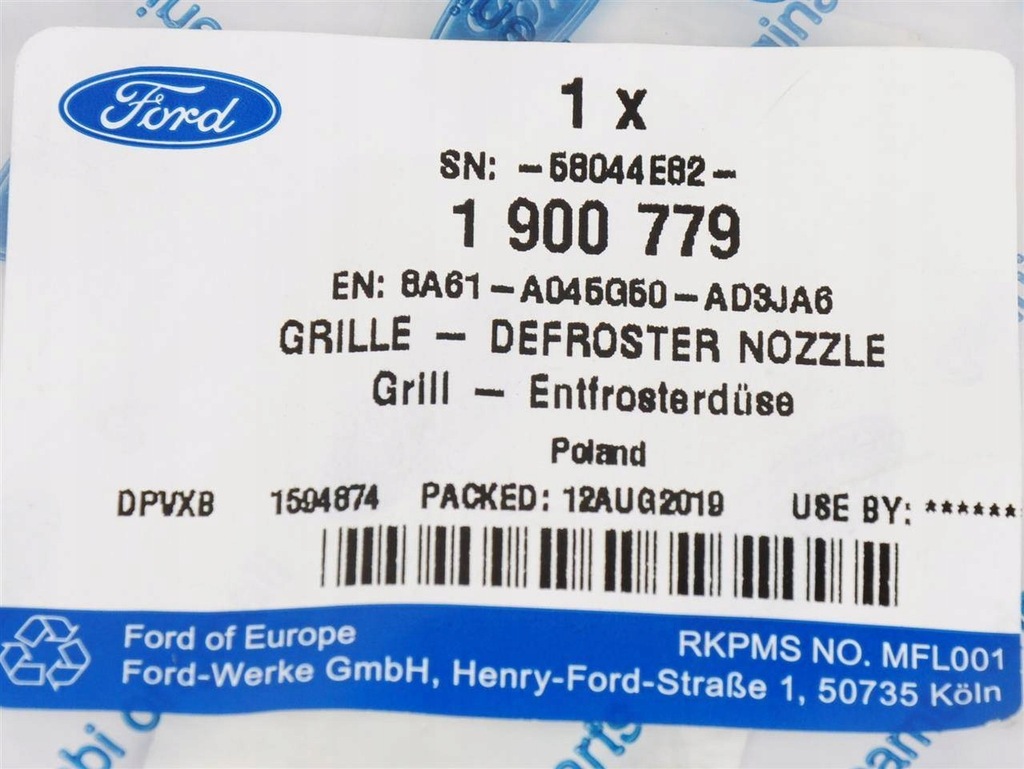 Ford
1 x
SN: -58044E82-
1 900 779
EN: 8A61-A045G50-AD3JA6
GRILLE - DEFROSTER NOZZLE
Grill - Entfrosterdüse
Poland
DPVXB 1594874 PACKED: 12AUG2019 USE BY: ******
Ford of Europe RKPMS NO. MFL001
Ford-Werke GmbH, Henry-Ford-Straße 1, 50735 Köln